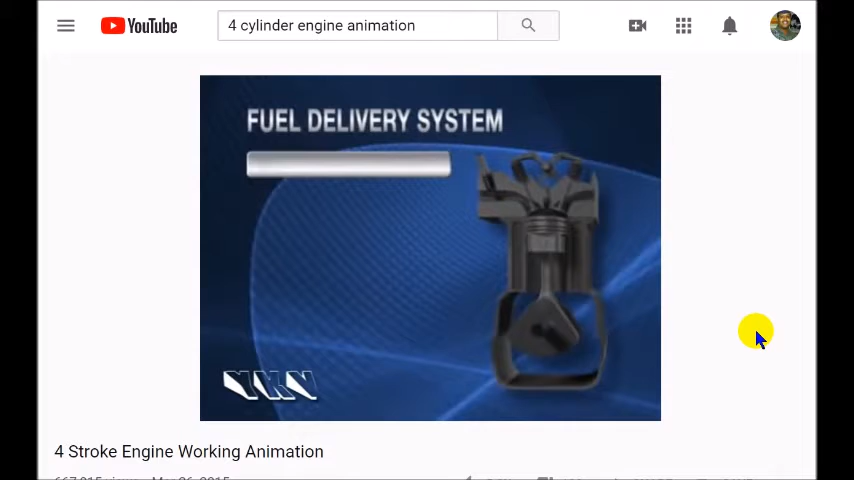 YouTube
4 cylinder engine animation
FUEL DELIVERY SYSTEM
4 Stroke Engine Working Animation